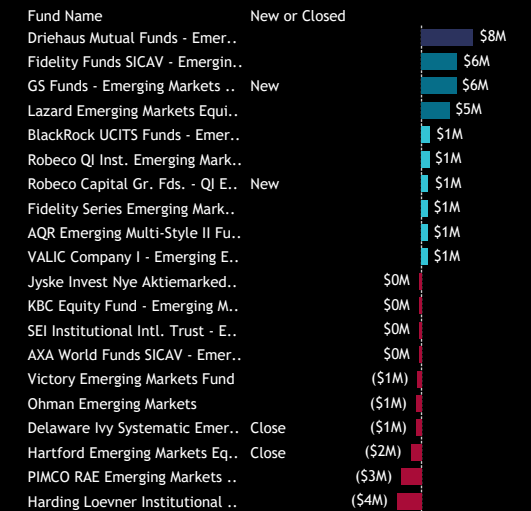 Fund Name New or Closed
Driehaus Mutual Funds - Emer.. $8M
Fidelity Funds SICAV - Emergin.. $6M
GS Funds - Emerging Markets .. New $6M
Lazard Emerging Markets Equi.. $5M
BlackRock UCITS Funds - Emer.. $1M
Robeco QI Inst. Emerging Mark.. $1M
Robeco Capital Gr. Fds. - QI E.. New $1M
Fidelity Series Emerging Mark.. $1M
AQR Emerging Multi-Style II Fu.. $1M
VALIC Company I - Emerging E.. $1M
Jyske Invest Nye Aktiemarked.. $0M
KBC Equity Fund - Emerging M.. $0M
SEI Institutional Intl. Trust - E.. $0M
AXA World Funds SICAV - Emer.. $0M
Victory Emerging Markets Fund ($1M)
Ohman Emerging Markets ($1M)
Delaware Ivy Systematic Emer.. Close ($1M)
Hartford Emerging Markets Eq.. Close ($2M)
PIMCO RAE Emerging Markets .. ($3M)
Harding Loevner Institutional .. ($4M)